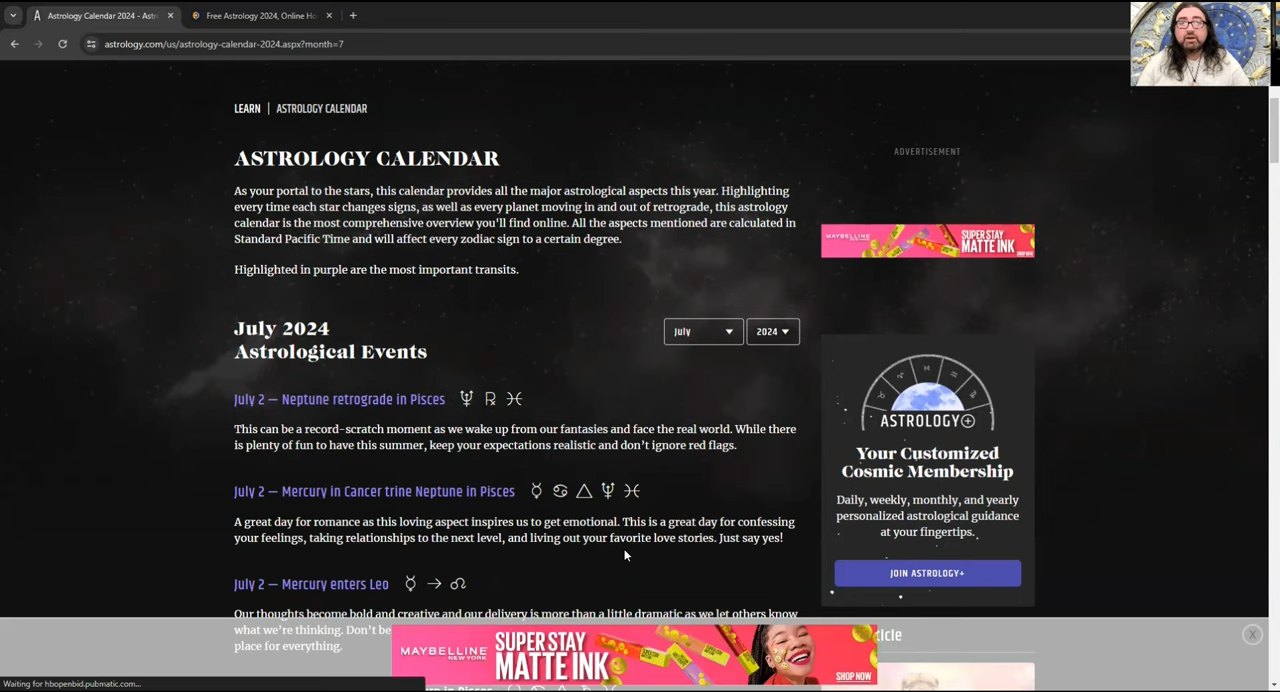 Astrology Calendar 2024 - Astr
Free Astrology 2024, Online Ho
astrology.com/us/astrology-calendar-2024.aspx?month=7
LEARN | ASTROLOGY CALENDAR
ASTROLOGY CALENDAR
As your portal to the stars, this calendar provides all the major astrological aspects this year. Highlighting
every time each star changes signs, as well as every planet moving in and out of retrograde, this astrology
calendar is the most comprehensive overview you'll find online. All the aspects mentioned are calculated in
Standard Pacific Time and will affect every zodiac sign to a certain degree.
Highlighted in purple are the most important transits.
July 2024
Astrological Events
July
2024
July 2 — Neptune retrograde in Pisces ♆ ℞ ♓
This can be a record-scratch moment as we wake up from our fantasies and face the real world. While there
is plenty of fun to have this summer, keep your expectations realistic and don't ignore red flags.
July 2 — Mercury in Cancer trine Neptune in Pisces ☿ ♋ △ ♆ ♓
A great day for romance as this loving aspect inspires us to get emotional. This is a great day for confessing
your feelings, taking relationships to the next level, and living out your favorite love stories. Just say yes!
July 2 — Mercury enters Leo ☿ → ♌
Our thoughts become bold and creative and our delivery is more than a little dramatic as we let others know
what we're thinking. Don't be
place for everything.
ADVERTISEMENT
MAYBELLINE
SUPER STAY
MATTE INK
ASTROLOGY+
Your Customized
Cosmic Membership
Daily, weekly, monthly, and yearly
personalized astrological guidance
at your fingertips.
JOIN ASTROLOGY+
MAYBELLINE
NEW YORK
SUPER STAY
MATTE INK
SHOP NOW
X
Waiting for hbopenbid.pubmatic.com...